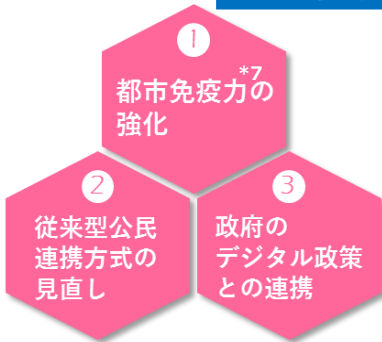 1
都市免疫力*7の
強化
2
従来型公民
連携方式の
見直し
3
政府の
デジタル政策
との連携